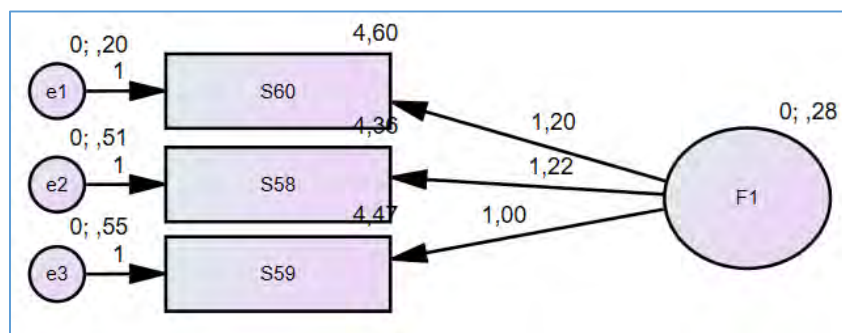 4,60
0; ,20
e1
1
S60
1,20
0; ,28
4,36
0; ,51
e2
1
S58
1,22
F1
4,47
0; ,55
e3
1
S59
1,00